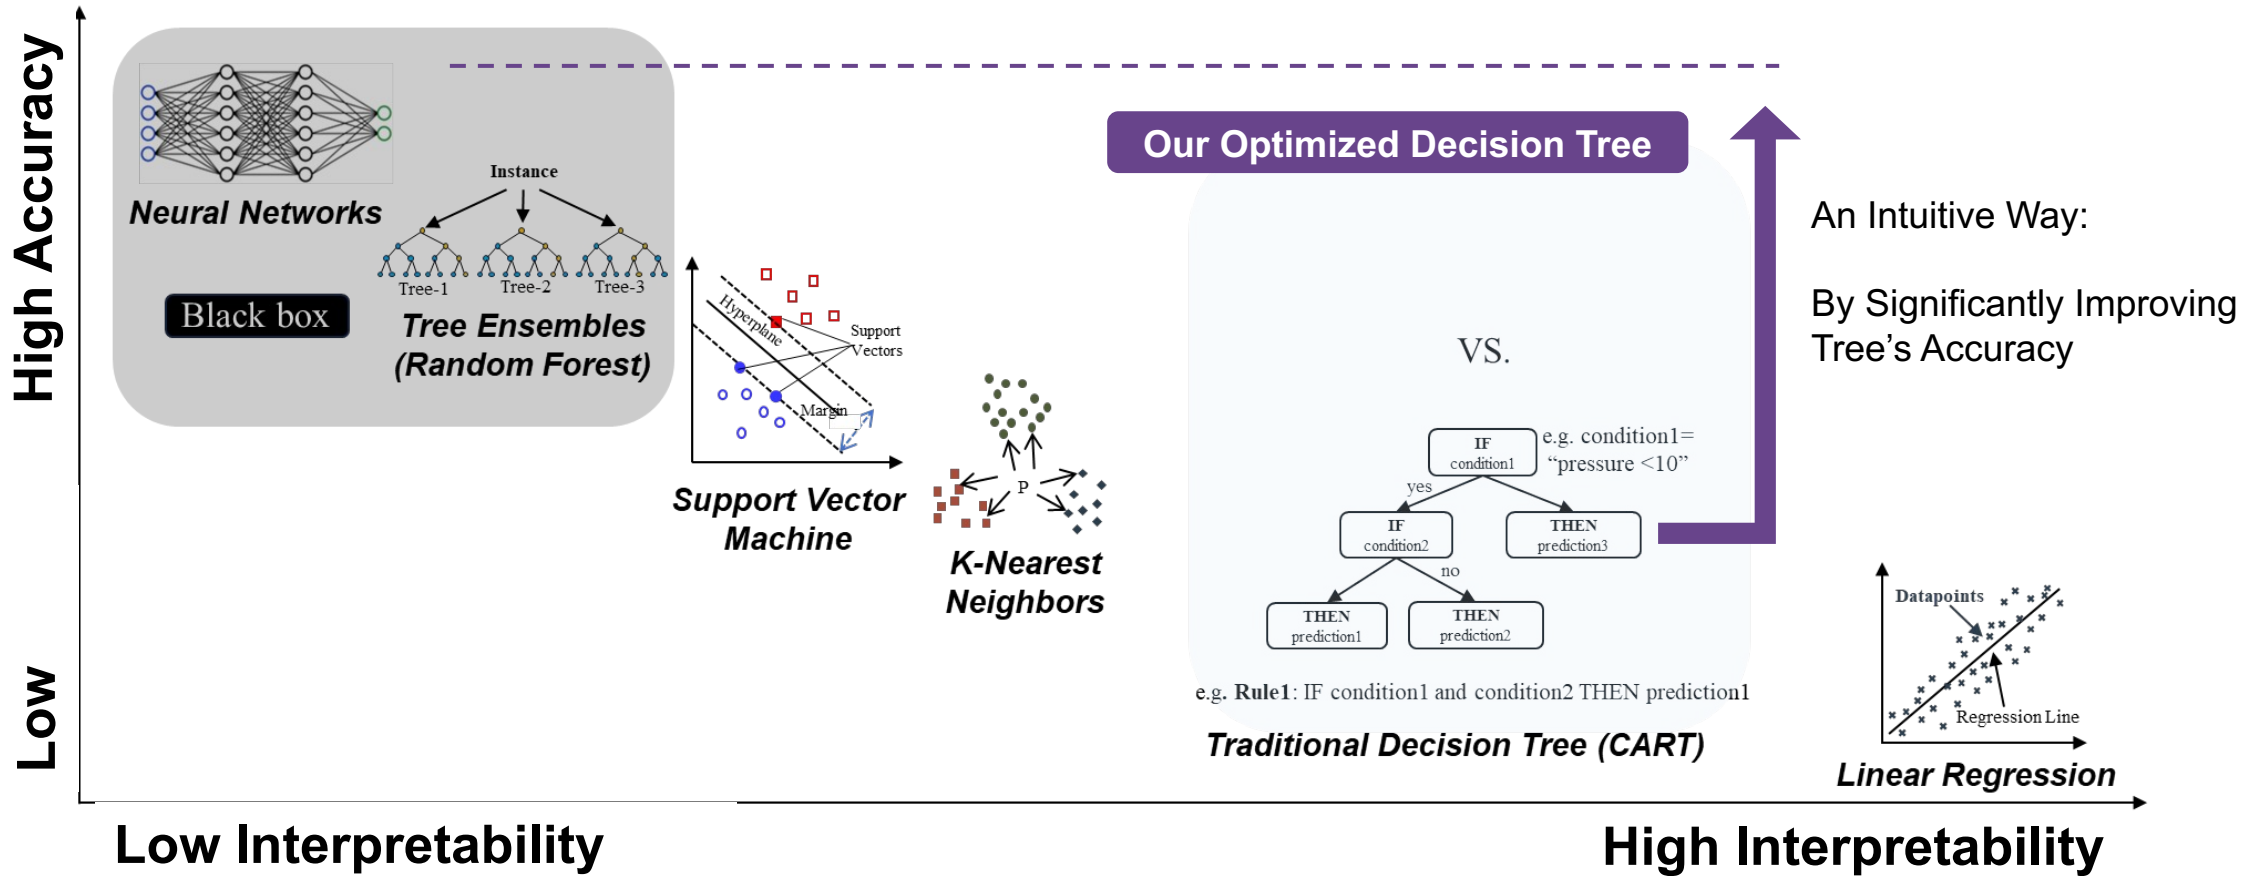 High Accuracy
Low
Neural Networks
Black box
Instance
Tree-1
Tree-2
Tree-3
Tree Ensembles
(Random Forest)
Hyperplane
Support
Vectors
Margin
Support Vector
Machine
P
K-Nearest
Neighbors
Our Optimized Decision Tree
VS.
IF
condition1
e.g. condition1=
“pressure <10”
yes
IF
condition2
THEN
prediction3
no
THEN
prediction1
THEN
prediction2
e.g. Rule1: IF condition1 and condition2 THEN prediction1
Traditional Decision Tree (CART)
An Intuitive Way:
By Significantly Improving
Tree’s Accuracy
Datapoints
Regression Line
Linear Regression
Low Interpretability
High Interpretability